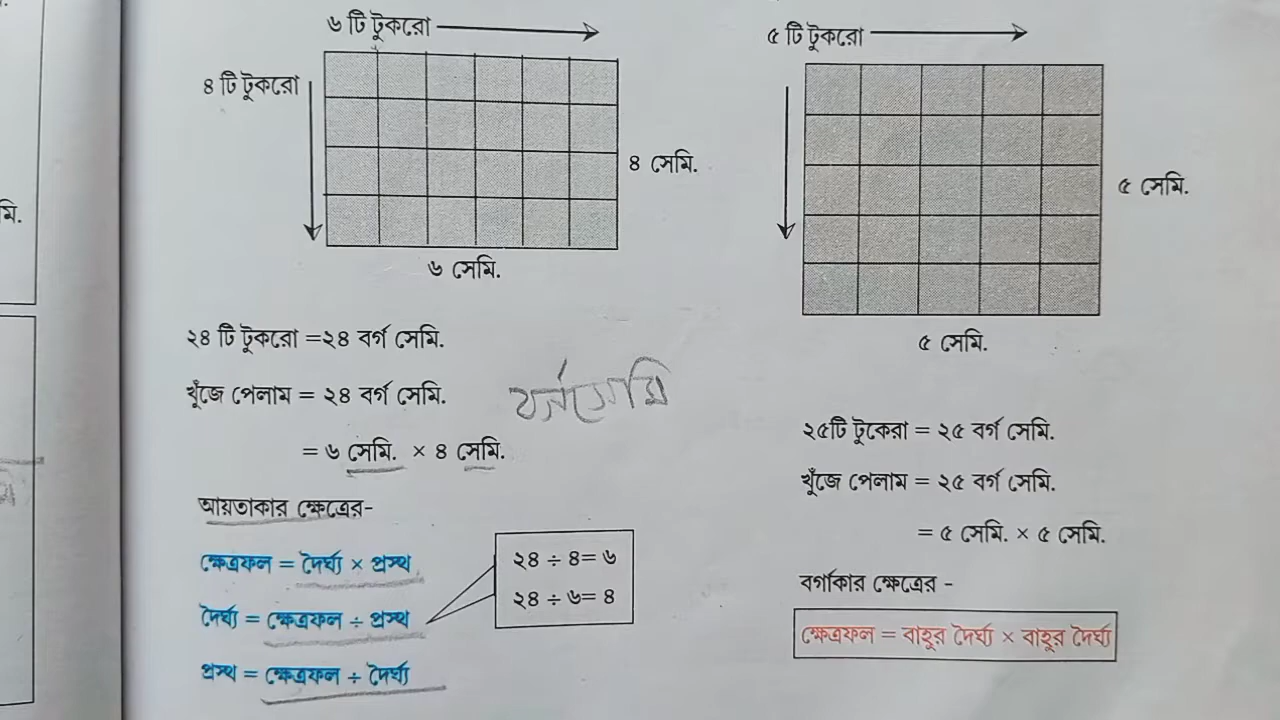 ৬ টি টুকরো
৪ টি টুকরো
৪ সেমি.
৬ সেমি.
২৪ টি টুকরো =২৪ বর্গ সেমি.
খুঁজে পেলাম = ২৪ বর্গ সেমি.
= ৬ সেমি. × ৪ সেমি.
বর্গসেমি
আয়তাকার ক্ষেত্রের-
ক্ষেত্রফল = দৈর্ঘ্য × প্রস্থ
দৈর্ঘ্য = ক্ষেত্রফল ÷ প্রস্থ
প্রস্থ = ক্ষেত্রফল ÷ দৈর্ঘ্য
২৪ ÷ ৪= ৬
২৪ ÷ ৬= ৪
৫ টি টুকরো
৫ সেমি.
৫ সেমি.
২৫টি টুকেরা = ২৫ বর্গ সেমি.
খুঁজে পেলাম = ২৫ বর্গ সেমি.
= ৫ সেমি. × ৫ সেমি.
বর্গাকার ক্ষেত্রের -
ক্ষেত্রফল = বাহুর দৈর্ঘ্য × বাহুর দৈর্ঘ্য
মি.